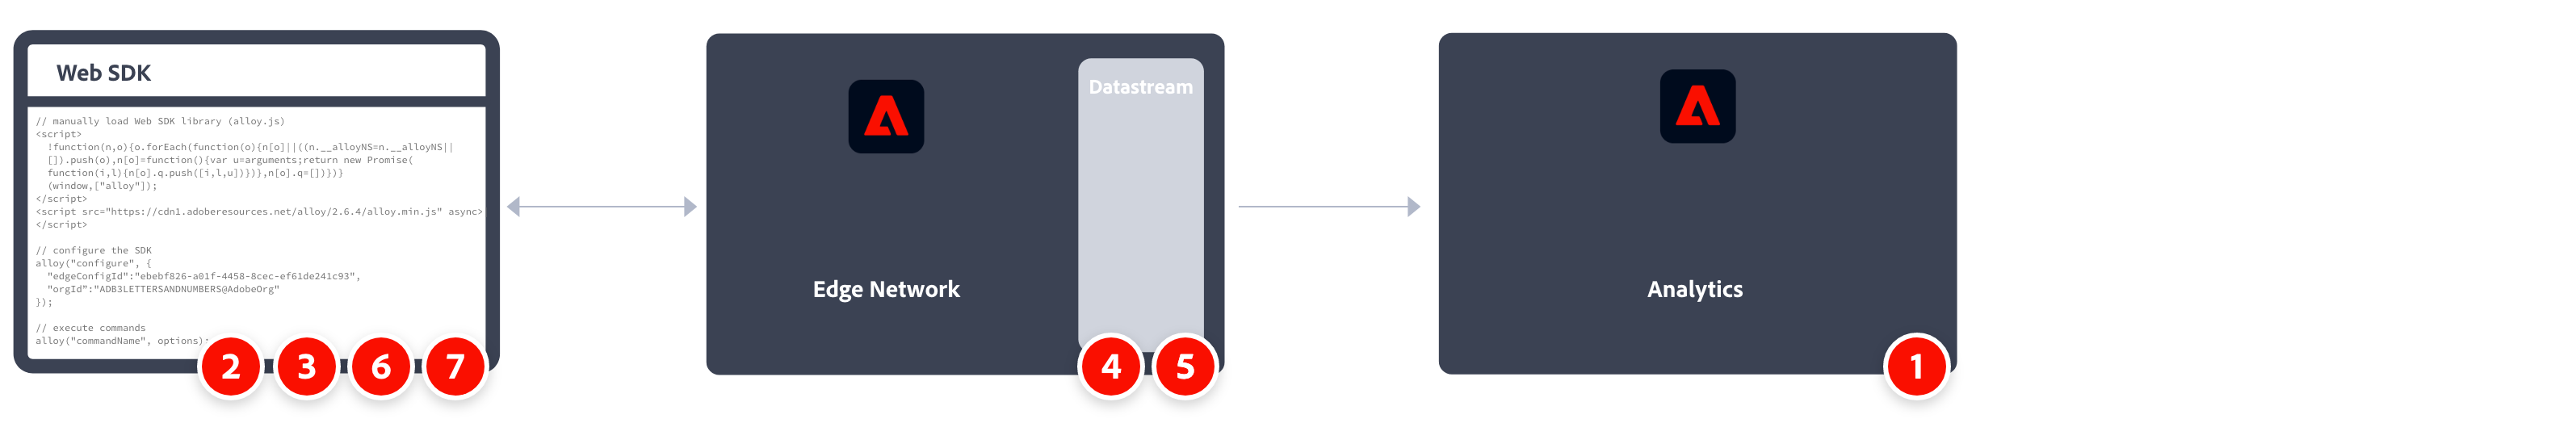 Web SDK
// manually load Web SDK library (alloy.js)
<script>
!function(n,o){o.forEach(function(o){n[o]||((n.__alloyNS=n.__alloyNS||
[]).push(o),n[o]=function(){var u=arguments;return new Promise(
function(i,l){n[o].q.push([i,l,u])})},n[o].q=[])})}
(window,["alloy"]);
</script>
<script src="https://cdn1.adoberesources.net/alloy/2.6.4/alloy.min.js" async>
</script>
// configure the SDK
alloy("configure", {
"edgeConfigId":"ebebf826-a01f-4458-8cec-ef61de241c93",
"orgId":"ADB3LETTERSANDNUMBERS@AdobeOrg"
});
// execute commands
alloy("commandName", options);
2 3 6 7
Datastream
Edge Network
4 5
Analytics
1